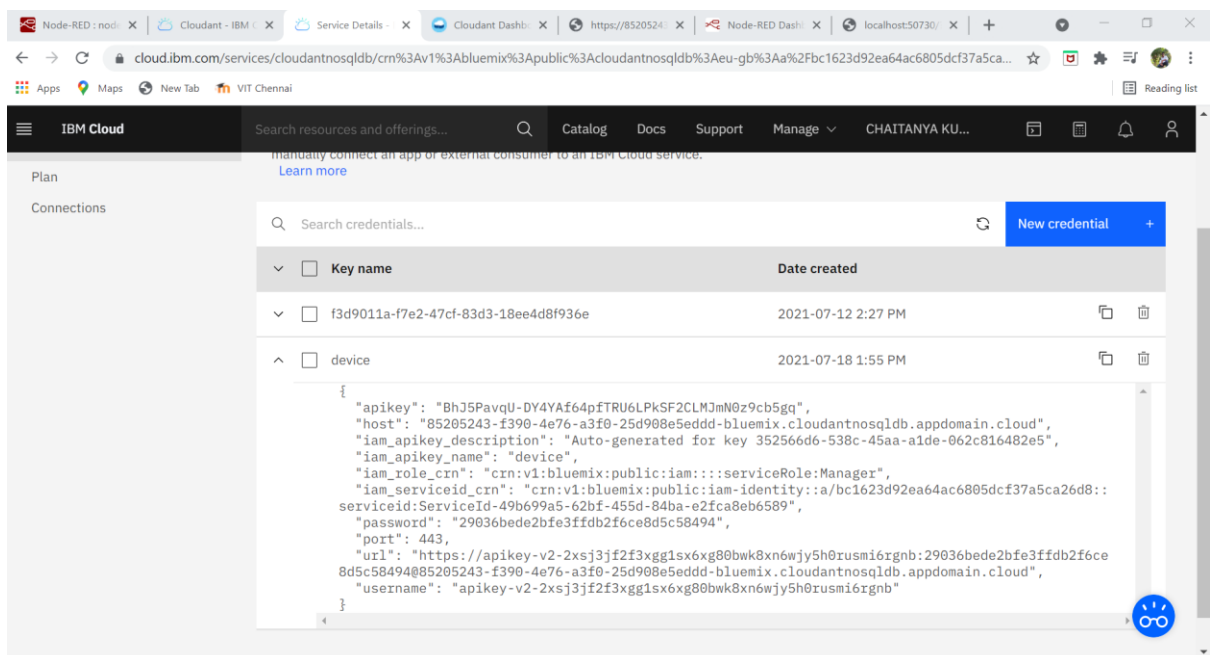 Node-RED : node
Cloudant - IBM C
Service Details -
Cloudant Dashbo
https://85205243
Node-RED Dash
localhost:50730/
cloud.ibm.com/services/cloudantnosqldb/crn%3Av1%3Abluemix%3Apublic%3Acloudantnosqldb%3Aeu-gb%3Aa%2Fbc1623d92ea64ac6805dcf37a5ca...
Apps Maps New Tab VIT Chennai Reading list
IBM Cloud Search resources and offerings... Catalog Docs Support Manage CHAITANYA KU...
manually connect an app or external consumer to an IBM Cloud service.
Learn more
Plan
Connections
Search credentials...
New credential +
Key name Date created
f3d9011a-f7e2-47cf-83d3-18ee4d8f936e 2021-07-12 2:27 PM
device 2021-07-18 1:55 PM
{
"apikey": "BhJ5PavqU-DY4YAf64pfTRU6LPkSF2CLMJmN0z9cb5gq",
"host": "85205243-f390-4e76-a3f0-25d908e5eddd-bluemix.cloudantnosqldb.appdomain.cloud",
"iam_apikey_description": "Auto-generated for key 352566d6-538c-45aa-a1de-062c816482e5",
"iam_apikey_name": "device",
"iam_role_crn": "crn:v1:bluemix:public:iam::::serviceRole:Manager",
"iam_serviceid_crn": "crn:v1:bluemix:public:iam-identity::a/bc1623d92ea64ac6805dcf37a5ca26d8::
serviceid:ServiceId-49b699a5-62bf-455d-84ba-e2fca8eb6589",
"password": "29036bede2bfe3ffdb2f6ce8d5c58494",
"port": 443,
"url": "https://apikey-v2-2xsj3jf2f3xgg1sx6xg80bwk8xn6wjy5h0rusmi6rgnb:29036bede2bfe3ffdb2f6ce
8d5c58494@85205243-f390-4e76-a3f0-25d908e5eddd-bluemix.cloudantnosqldb.appdomain.cloud",
"username": "apikey-v2-2xsj3jf2f3xgg1sx6xg80bwk8xn6wjy5h0rusmi6rgnb"
}